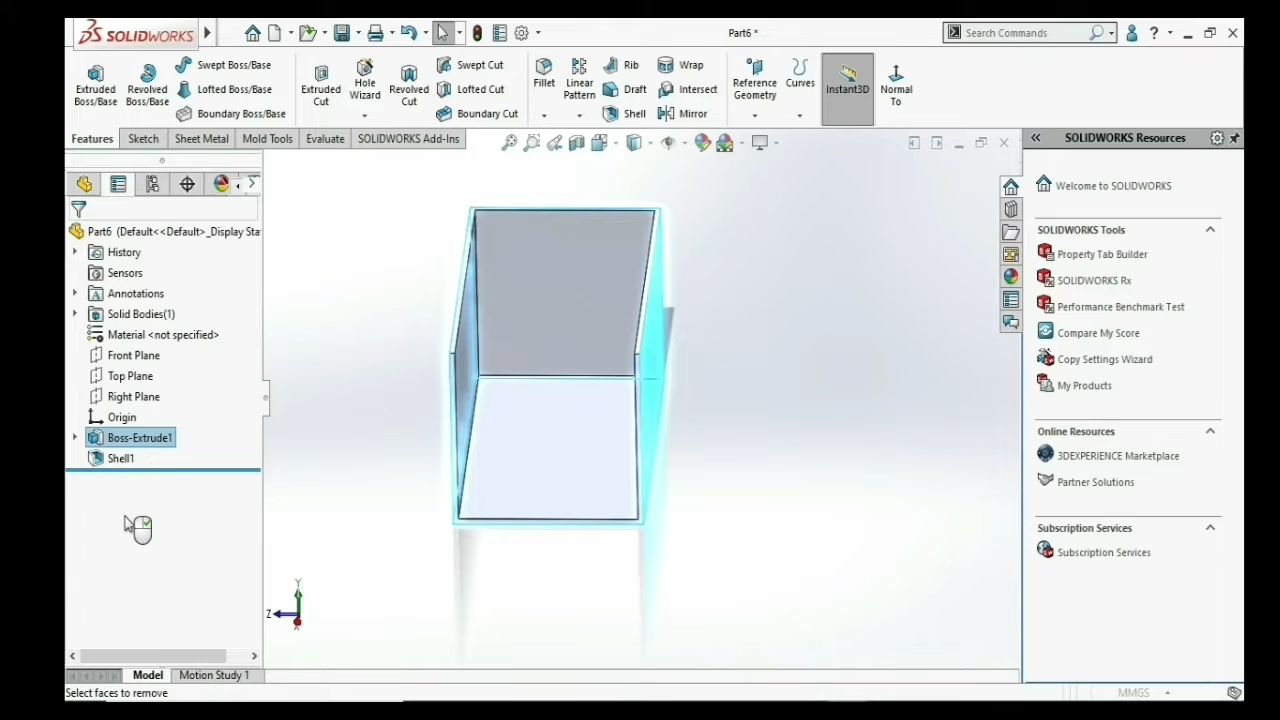 SOLIDWORKS
Part6 *
Search Commands
?
Extruded Boss/Base
Revolved Boss/Base
Swept Boss/Base
Lofted Boss/Base
Boundary Boss/Base
Extruded Cut
Hole Wizard
Revolved Cut
Swept Cut
Lofted Cut
Boundary Cut
Fillet
Linear Pattern
Rib
Draft
Shell
Wrap
Intersect
Mirror
Reference Geometry
Curves
Instant3D
Normal To
Features
Sketch
Sheet Metal
Mold Tools
Evaluate
SOLIDWORKS Add-Ins
Part6 (Default<<Default>_Display Sta
History
Sensors
Annotations
Solid Bodies(1)
Material <not specified>
Front Plane
Top Plane
Right Plane
Origin
Boss-Extrude1
Shell1
Y
Z
X
Model
Motion Study 1
Select faces to remove
MMGS
SOLIDWORKS Resources
Welcome to SOLIDWORKS
SOLIDWORKS Tools
Property Tab Builder
SOLIDWORKS Rx
Performance Benchmark Test
Compare My Score
Copy Settings Wizard
My Products
Online Resources
3DEXPERIENCE Marketplace
Partner Solutions
Subscription Services
Subscription Services